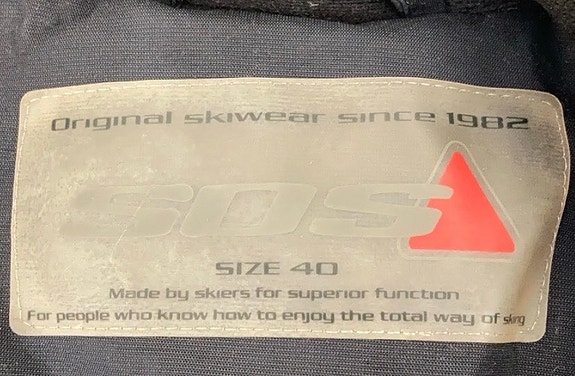 Original skiwear since 1982
SOS
SIZE 40
Made by skiers for superior function
For people who know how to enjoy the total way of skiing